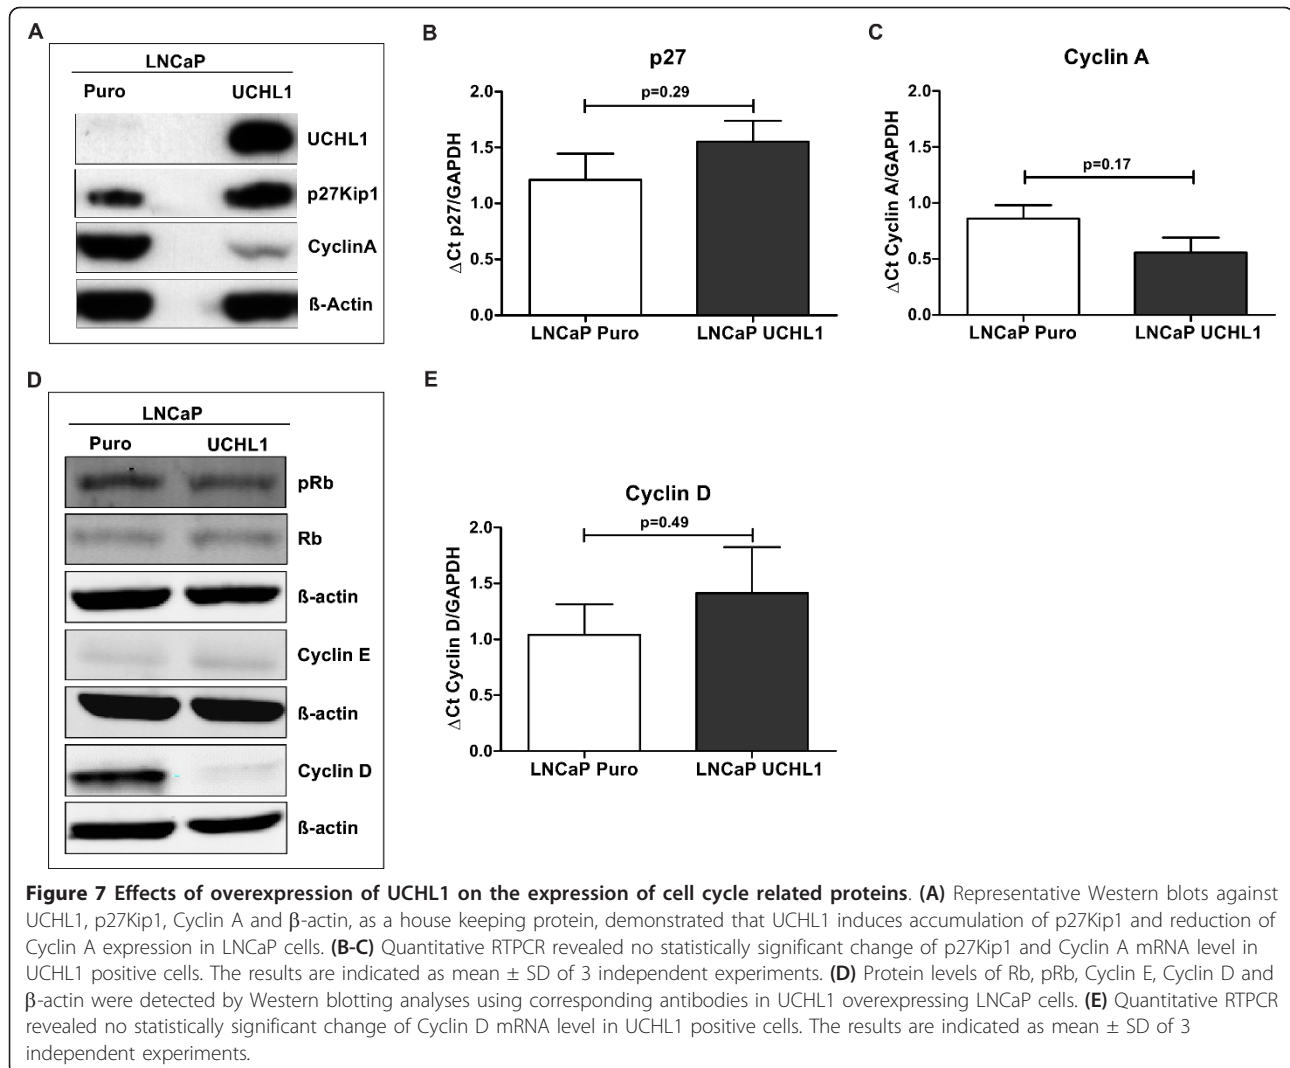 A
LNCaP
Puro UCHL1
UCHL1
p27Kip1
CyclinA
ß-Actin
B
p27
p=0.29
ΔCt p27/GAPDH
2.0
1.5
1.0
0.5
0.0
LNCaP Puro LNCaP UCHL1
C
Cyclin A
p=0.17
ΔCt Cyclin A/GAPDH
2.0
1.5
1.0
0.5
0.0
LNCaP Puro LNCaP UCHL1
D
LNCaP
Puro UCHL1
pRb
Rb
ß-actin
Cyclin E
ß-actin
Cyclin D
ß-actin
E
Cyclin D
p=0.49
ΔCt Cyclin D/GAPDH
2.0
1.5
1.0
0.5
0.0
LNCaP Puro LNCaP UCHL1
Figure 7 Effects of overexpression of UCHL1 on the expression of cell cycle related proteins. (A) Representative Western blots against
UCHL1, p27Kip1, Cyclin A and β-actin, as a house keeping protein, demonstrated that UCHL1 induces accumulation of p27Kip1 and reduction of
Cyclin A expression in LNCaP cells. (B-C) Quantitative RTPCR revealed no statistically significant change of p27Kip1 and Cyclin A mRNA level in
UCHL1 positive cells. The results are indicated as mean ± SD of 3 independent experiments. (D) Protein levels of Rb, pRb, Cyclin E, Cyclin D and
β-actin were detected by Western blotting analyses using corresponding antibodies in UCHL1 overexpressing LNCaP cells. (E) Quantitative RTPCR
revealed no statistically significant change of Cyclin D mRNA level in UCHL1 positive cells. The results are indicated as mean ± SD of 3
independent experiments.